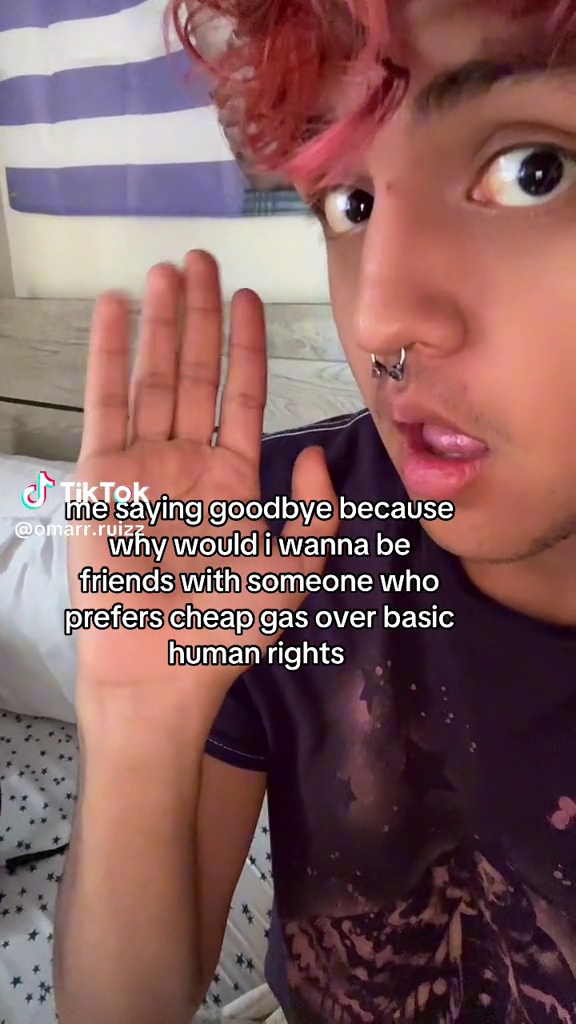 TikTok
@omarr.ruizz
me saying goodbye because
why would i wanna be
friends with someone who
prefers cheap gas over basic
human rights